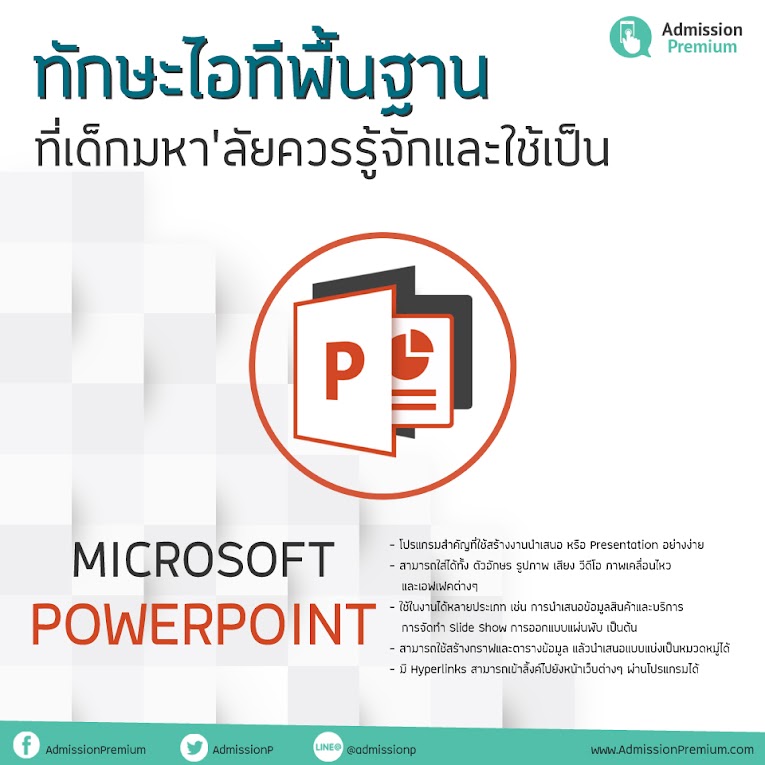 Admission
Premium
ทักษะไอทีพื้นฐาน
ที่เด็กมหา'ลัยควรรู้จักและใช้เป็น
P
MICROSOFT
POWERPOINT
- โปรแกรมสำคัญที่ใช้สร้างงานนำเสนอ หรือ Presentation อย่างง่าย
- สามารถใส่ได้ทั้ง ตัวอักษร รูปภาพ เสียง วีดีโอ ภาพเคลื่อนไหว
และเอฟเฟคต่างๆ
- ใช้ในงานได้หลายประเภท เช่น การนำเสนอข้อมูลสินค้าและบริการ
การจัดทำ Slide Show การออกแบบแผ่นพับ เป็นต้น
- สามารถใช้สร้างกราฟและตารางข้อมูล แล้วนำเสนอแบบแบ่งเป็นหมวดหมู่ได้
- มี Hyperlinks สามารถเข้าลิ้งค์ไปยังหน้าเว็บต่างๆ ผ่านโปรแกรมได้
f AdmissionPremium AdmissionP LINE@ @admissionp www.AdmissionPremium.com